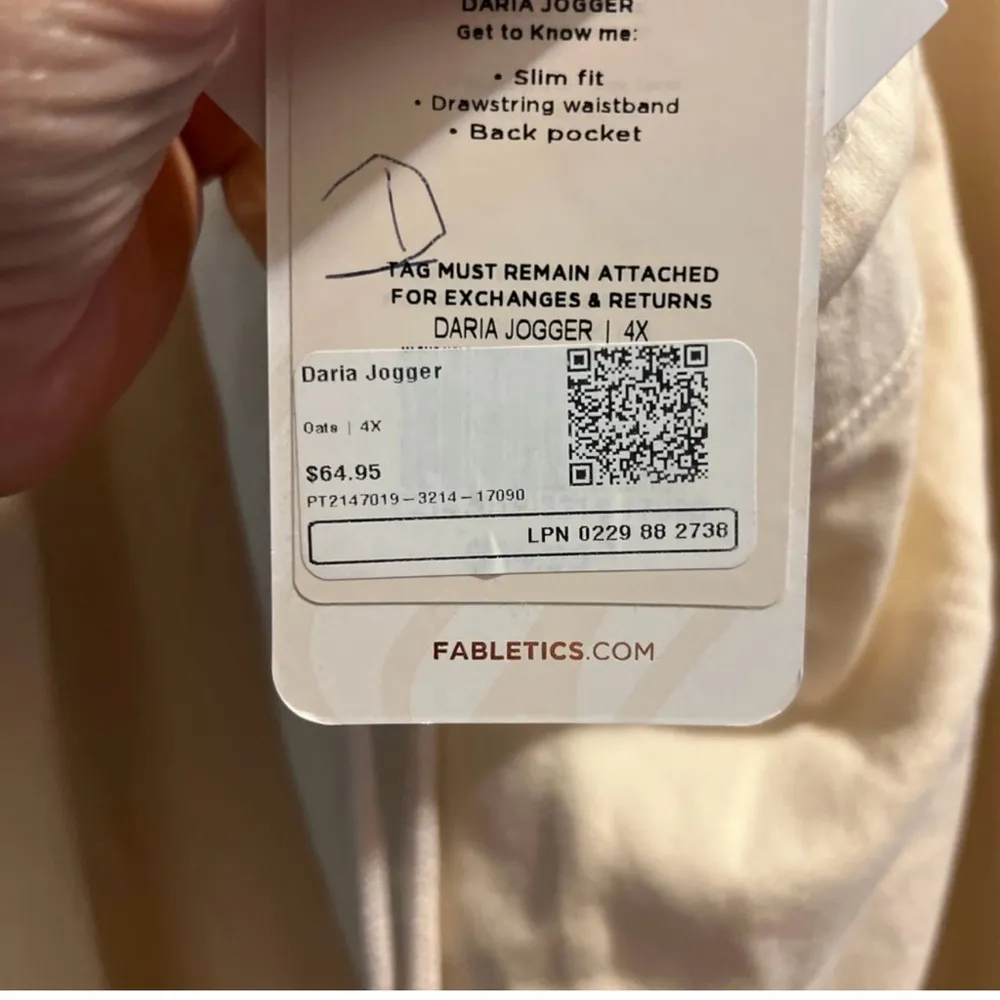 DARIA JOGGER
Get to Know me:
• Slim fit
• Drawstring waistband
• Back pocket
D
TAG MUST REMAIN ATTACHED
FOR EXCHANGES & RETURNS
DARIA JOGGER | 4X
Daria Jogger
Oats | 4X
$64.95
PT2147019-3214-17090
LPN 0229 88 2738
FABLETICS.COM